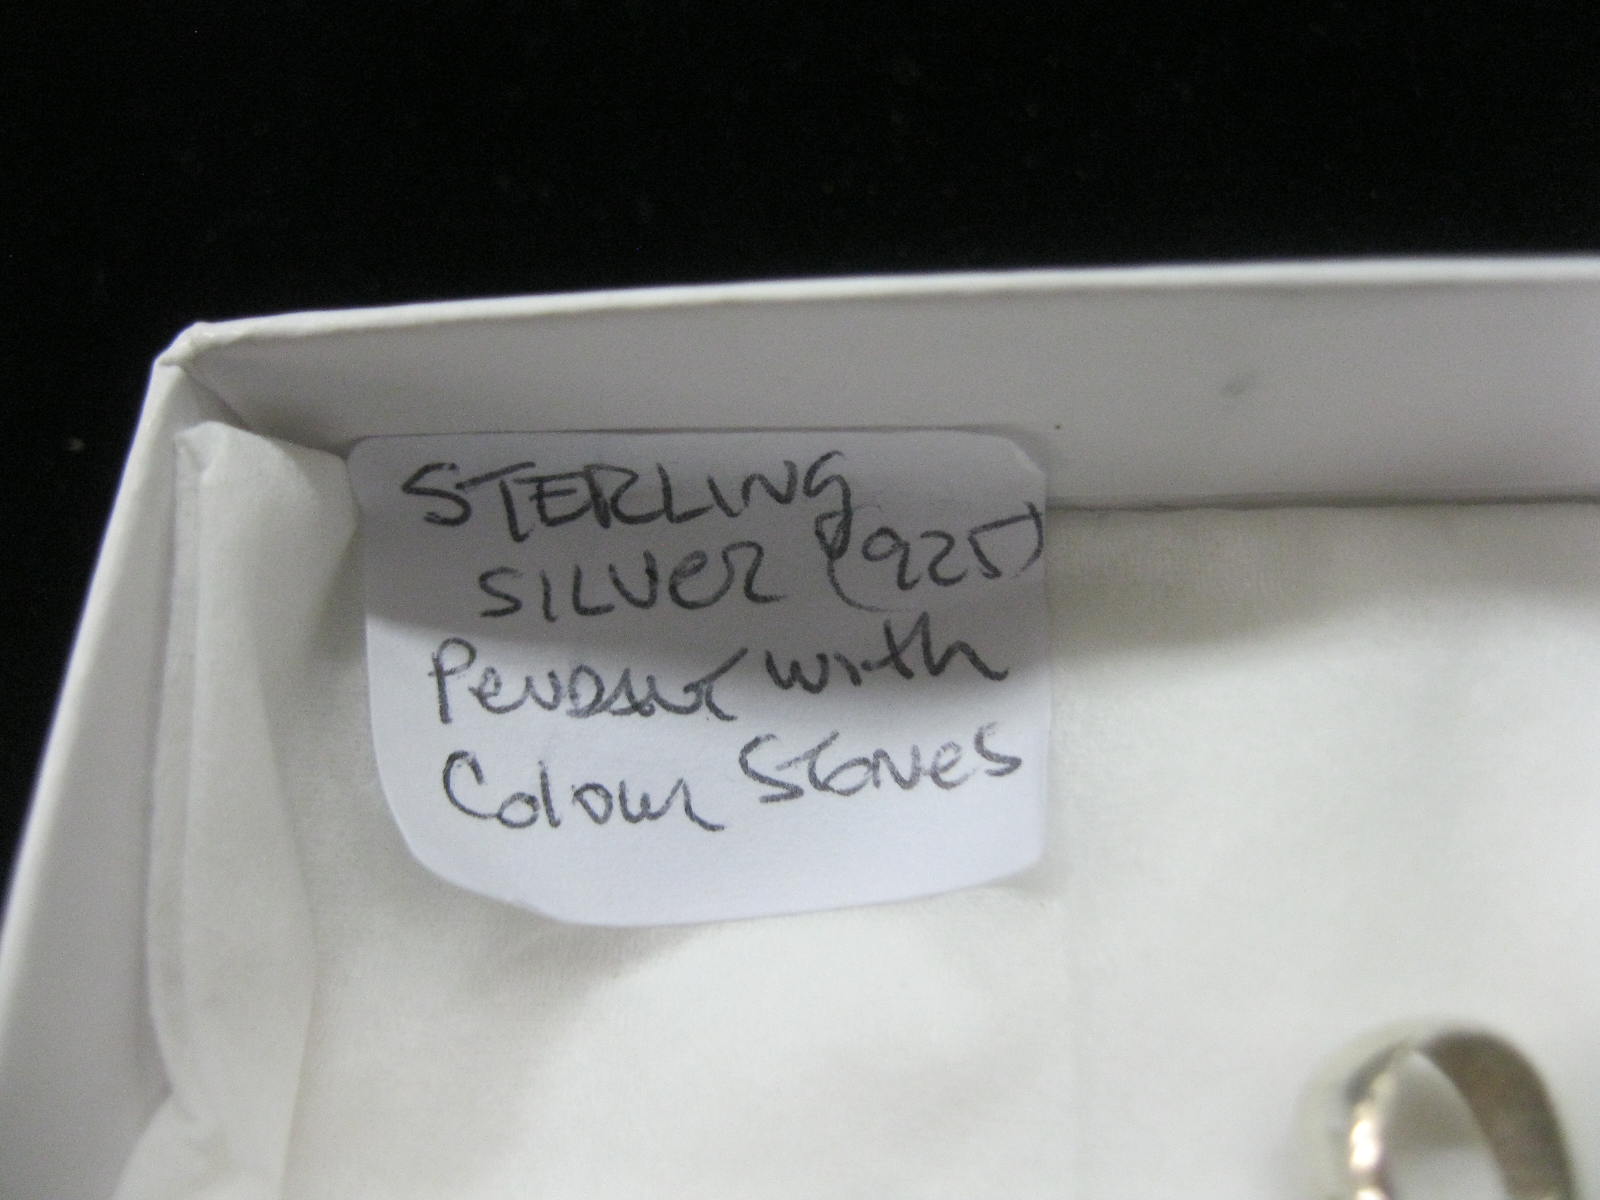 STERLING
SILVER (925)
Pendant with
Colour Stones